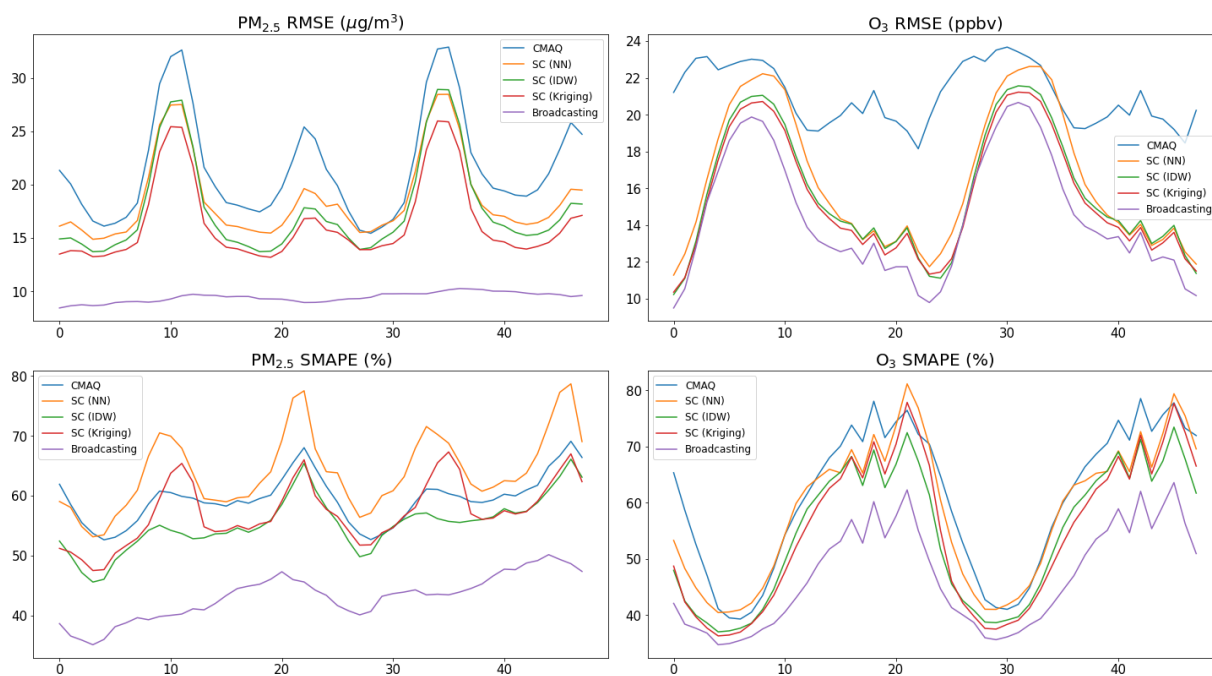 PM2.5 RMSE (μg/m³)
30
25
20
15
10
0 10 20 30 40
CMAQ
SC (NN)
SC (IDW)
SC (Kriging)
Broadcasting
O3 RMSE (ppbv)
24
22
20
18
16
14
12
10
0 10 20 30 40
CMAQ
SC (NN)
SC (IDW)
SC (Kriging)
Broadcasting
PM2.5 SMAPE (%)
80
70
60
50
40
0 10 20 30 40
CMAQ
SC (NN)
SC (IDW)
SC (Kriging)
Broadcasting
O3 SMAPE (%)
80
70
60
50
40
0 10 20 30 40
CMAQ
SC (NN)
SC (IDW)
SC (Kriging)
Broadcasting